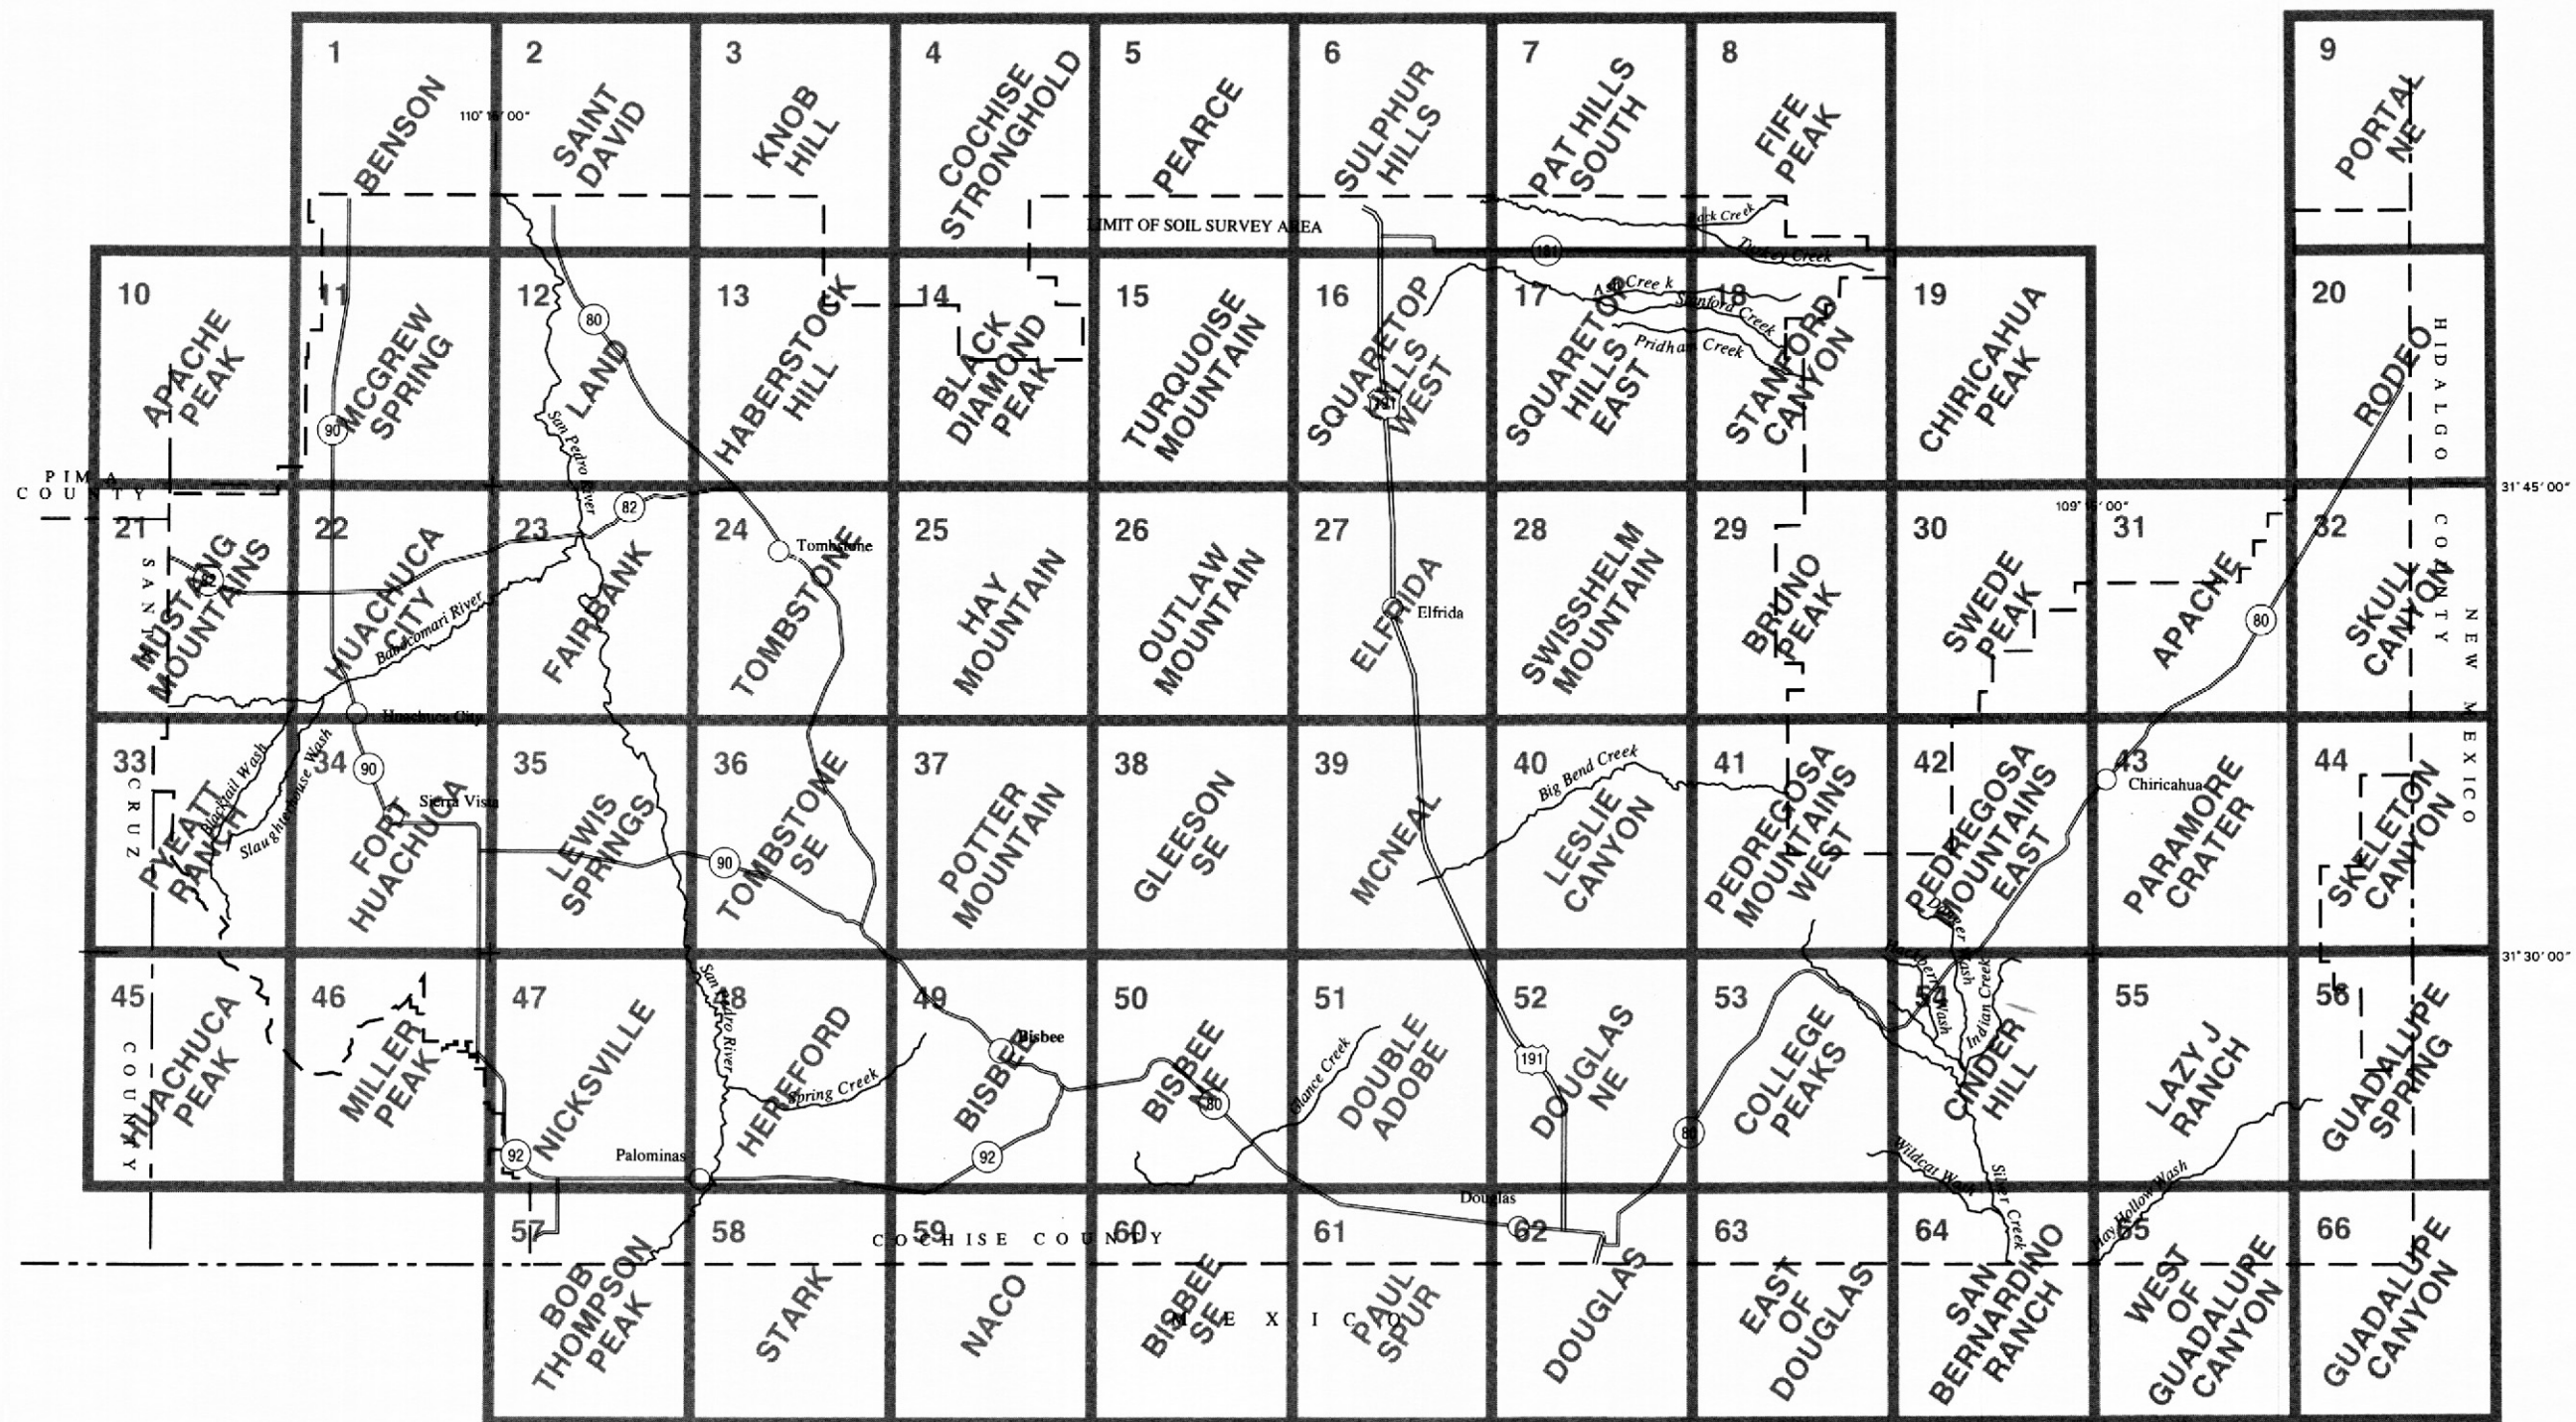 1
BENSON
110° 15' 00"
2
SAINT
DAVID
3
KNOB
HILL
4
COCHISE
STRONGHOLD
5
PEARCE
6
SULPHUR
HILLS
7
PAT HILLS
SOUTH
8
FIFE
PEAK
9
PORTAL
NE
LIMIT OF SOIL SURVEY AREA
Turkey Creek
181
10
APACHE
PEAK
11
MCGREW
SPRING
90
12
LAND
80
San Pedro River
13
HABERSTOCK
HILL
14
BLACK
DIAMOND
PEAK
15
TURQUOISE
MOUNTAIN
16
SQUARETOP
HILLS
WEST
191
17
SQUARETOP
HILLS
EAST
Ash Creek
Stanford Creek
Pridham Creek
18
STANFORD
CANYON
19
CHIRICAHUA
PEAK
20
RODEO
HIDALGO
COUNTY
PIMA
COUNTY
31° 45' 00"
21
MUSTANG
MOUNTAINS
82
22
HUACHUCA
CITY
Babocomari River
23
FAIRBANK
82
24
TOMBSTONE
Tombstone
25
HAY
MOUNTAIN
26
OUTLAW
MOUNTAIN
27
ELFRIDA
Elfrida
28
SWISSHELM
MOUNTAIN
29
BRUNO
PEAK
30
SWEDE
PEAK
109° 15' 00"
31
APACHE
80
32
SKULL
CANYON
NEW MEXICO
SANTA
CRUZ
COUNTY
Huachuca City
33
PYEATT
RANCH
Blacktail Wash
Slaughterhouse Wash
34
90
FORT
HUACHUCA
Sierra Vista
35
LEWIS
SPRINGS
36
TOMBSTONE
SE
90
37
POTTER
MOUNTAIN
38
GLEESON
SE
39
MCNEAL
40
LESLIE
CANYON
Big Bend Creek
41
PEDREGOSA
MOUNTAINS
WEST
42
PEDREGOSA
MOUNTAINS
EAST
43
PARAMORE
CRATER
Chiricahua
44
SKELETON
CANYON
31° 30' 00"
45
HUACHUCA
PEAK
46
MILLER
PEAK
47
NICKSVILLE
92
Palominas
48
HEREFORD
San Pedro River
Spring Creek
49
BISBEE
Bisbee
92
50
BISBEE
NE
80
51
DOUBLE
ADOBE
Glance Creek
52
DOUGLAS
NE
191
53
COLLEGE
PEAKS
80
54
CINDER
HILL
Indian Creek
Wildcat Wash
Silver Creek
55
LAZY J
RANCH
Hay Hollow Wash
56
GUADALUPE
SPRING
57
BOB
THOMPSON
PEAK
58
STARK
59
NACO
COCHISE COUNTY
60
BISBEE
SE
MEXICO
61
PAUL
SPUR
Douglas
62
DOUGLAS
63
EAST
OF
DOUGLAS
64
SAN
BERNARDINO
RANCH
65
WEST
OF
GUADALUPE
CANYON
66
GUADALUPE
CANYON